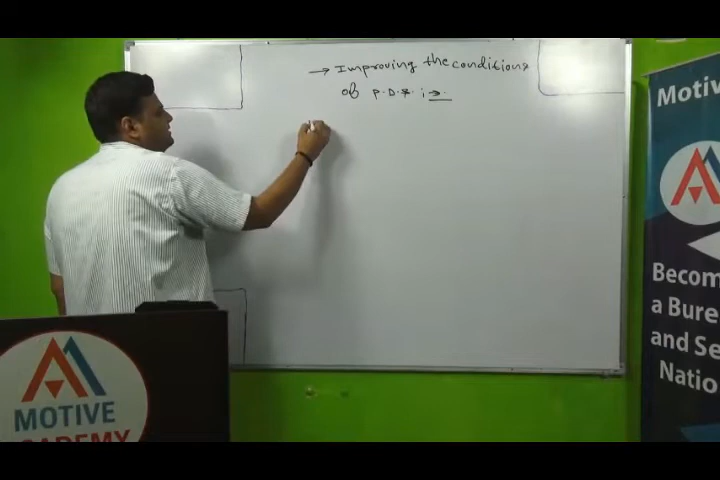 → Improving the conditions
of P.D.S. :→.
Motiv
Becom
a Bure
and Se
Natio
MOTIVE
ACADEMY